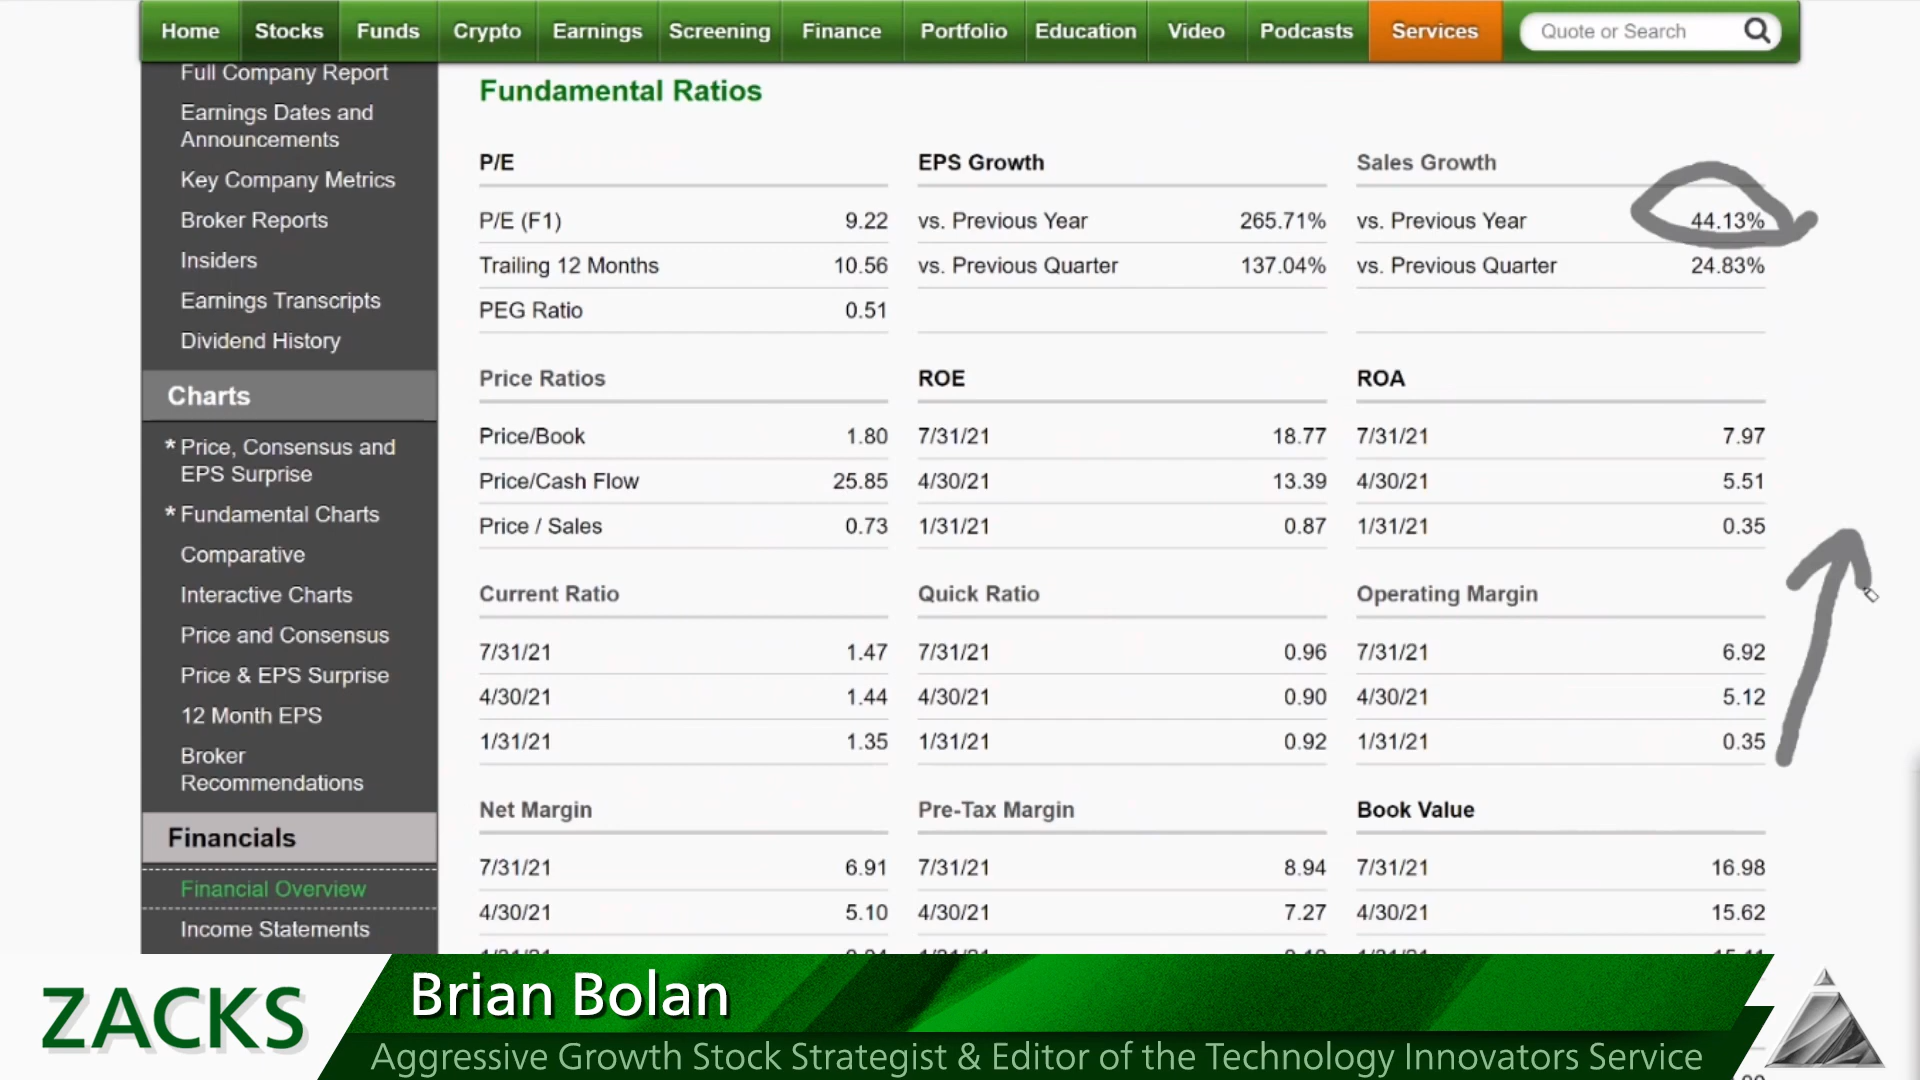 Home Stocks Funds Crypto Earnings Screening Finance Portfolio Education Video Podcasts Services Quote or Search
Full Company Report
Earnings Dates and
Announcements
Key Company Metrics
Broker Reports
Insiders
Earnings Transcripts
Dividend History
Charts
* Price, Consensus and
EPS Surprise
* Fundamental Charts
Comparative
Interactive Charts
Price and Consensus
Price & EPS Surprise
12 Month EPS
Broker
Recommendations
Financials
Financial Overview
Income Statements
Fundamental Ratios
P/E EPS Growth Sales Growth
P/E (F1) 9.22 vs. Previous Year 265.71% vs. Previous Year 44.13%
Trailing 12 Months 10.56 vs. Previous Quarter 137.04% vs. Previous Quarter 24.83%
PEG Ratio 0.51
Price Ratios ROE ROA
Price/Book 1.80 7/31/21 18.77 7/31/21 7.97
Price/Cash Flow 25.85 4/30/21 13.39 4/30/21 5.51
Price / Sales 0.73 1/31/21 0.87 1/31/21 0.35
Current Ratio Quick Ratio Operating Margin
7/31/21 1.47 7/31/21 0.96 7/31/21 6.92
4/30/21 1.44 4/30/21 0.90 4/30/21 5.12
1/31/21 1.35 1/31/21 0.92 1/31/21 0.35
Net Margin Pre-Tax Margin Book Value
7/31/21 6.91 7/31/21 8.94 7/31/21 16.98
4/30/21 5.10 4/30/21 7.27 4/30/21 15.62
ZACKS
Brian Bolan
Aggressive Growth Stock Strategist & Editor of the Technology Innovators Service